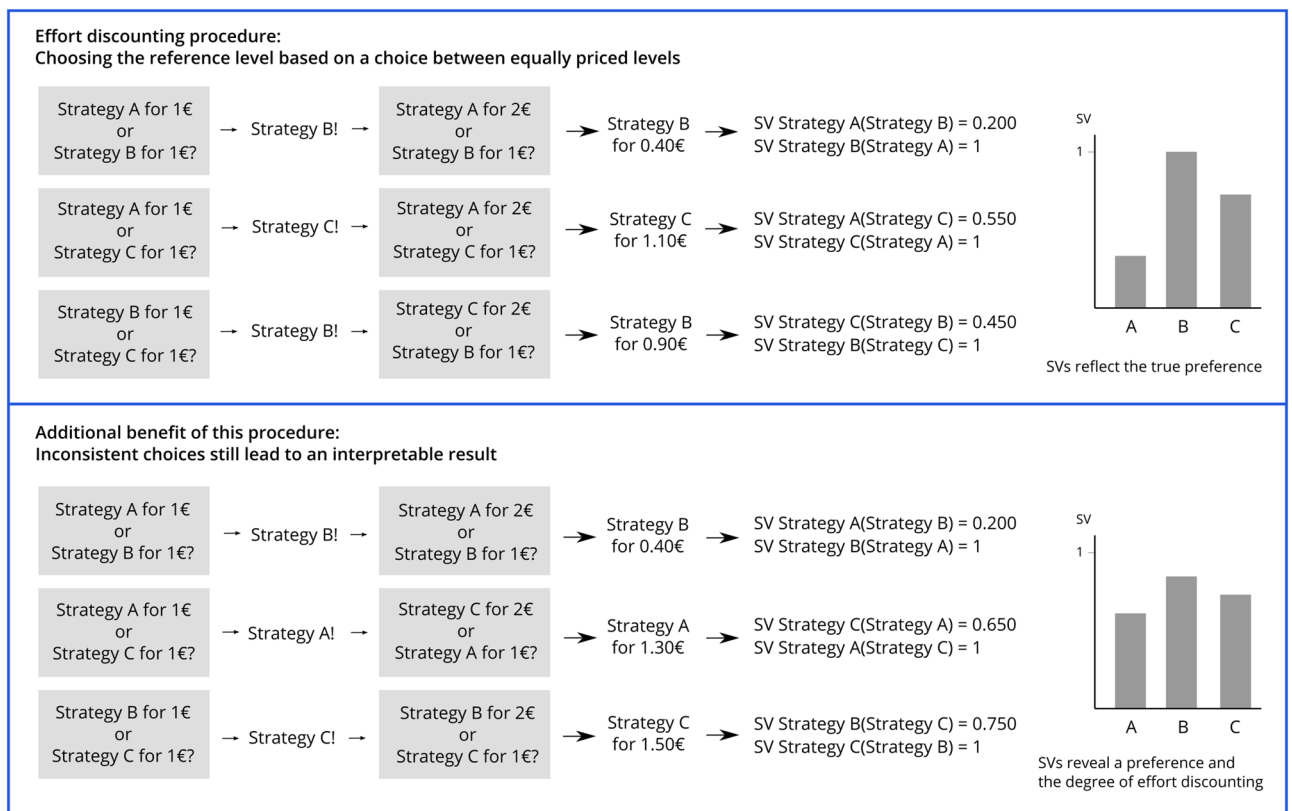 Effort discounting procedure:
Choosing the reference level based on a choice between equally priced levels
Strategy A for 1€
or
Strategy B for 1€?
Strategy B!
Strategy A for 2€
or
Strategy B for 1€?
Strategy B
for 0.40€
SV Strategy A(Strategy B) = 0.200
SV Strategy B(Strategy A) = 1
Strategy A for 1€
or
Strategy C for 1€?
Strategy C!
Strategy A for 2€
or
Strategy C for 1€?
Strategy C
for 1.10€
SV Strategy A(Strategy C) = 0.550
SV Strategy C(Strategy A) = 1
Strategy B for 1€
or
Strategy C for 1€?
Strategy B!
Strategy C for 2€
or
Strategy B for 1€?
Strategy B
for 0.90€
SV Strategy C(Strategy B) = 0.450
SV Strategy B(Strategy C) = 1
SV
1
A B C
SVs reflect the true preference
Additional benefit of this procedure:
Inconsistent choices still lead to an interpretable result
Strategy A for 1€
or
Strategy B for 1€?
Strategy B!
Strategy A for 2€
or
Strategy B for 1€?
Strategy B
for 0.40€
SV Strategy A(Strategy B) = 0.200
SV Strategy B(Strategy A) = 1
Strategy A for 1€
or
Strategy C for 1€?
Strategy A!
Strategy C for 2€
or
Strategy A for 1€?
Strategy A
for 1.30€
SV Strategy C(Strategy A) = 0.650
SV Strategy A(Strategy C) = 1
Strategy B for 1€
or
Strategy C for 1€?
Strategy C!
Strategy B for 2€
or
Strategy C for 1€?
Strategy C
for 1.50€
SV Strategy B(Strategy C) = 0.750
SV Strategy C(Strategy B) = 1
SV
1
A B C
SVs reveal a preference and
the degree of effort discounting